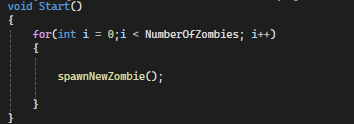 void Start()
{
for(int i = 0;i < NumberOfZombies; i++)
{
spawnNewZombie();
}
}